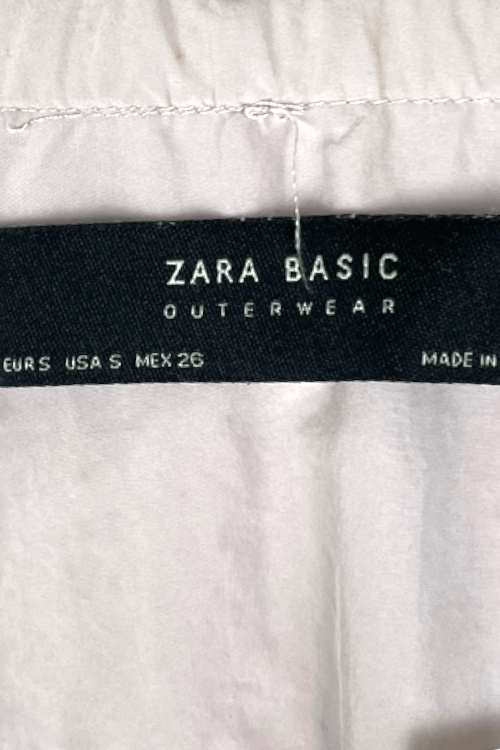 ZARA BASIC
OUTERWEAR
EUR S USA S MEX 26 MADE IN